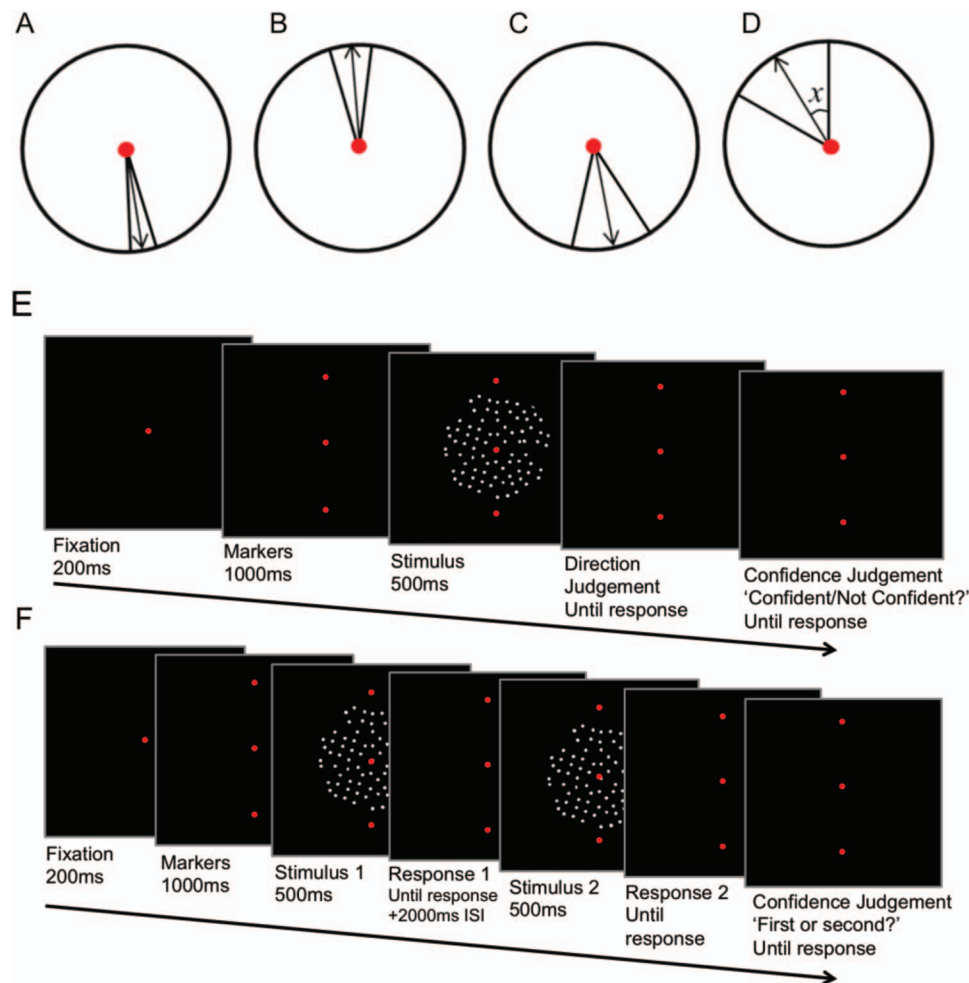 A
B
C
D
x
E
Fixation
200ms
Markers
1000ms
Stimulus
500ms
Direction
Judgement
Until response
Confidence Judgement
‘Confident/Not Confident?’
Until response
F
Fixation
200ms
Markers
1000ms
Stimulus 1
500ms
Response 1
Until response
+2000ms ISI
Stimulus 2
500ms
Response 2
Until
response
Confidence Judgement
‘First or second?’
Until response